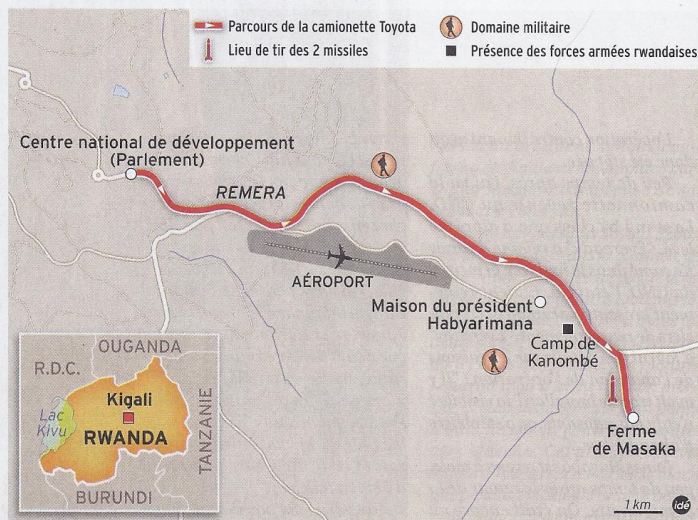 Parcours de la camionette Toyota
Domaine militaire
Lieu de tir des 2 missiles
Présence des forces armées rwandaises
Centre national de développement
(Parlement)
REMERA
AÉROPORT
Maison du président
Habyarimana
Camp de
Kanombé
Ferme
de Masaka
OUGANDA
R.D.C.
Kigali
Lac
Kivu
RWANDA
TANZANIE
BURUNDI
1 km
idé